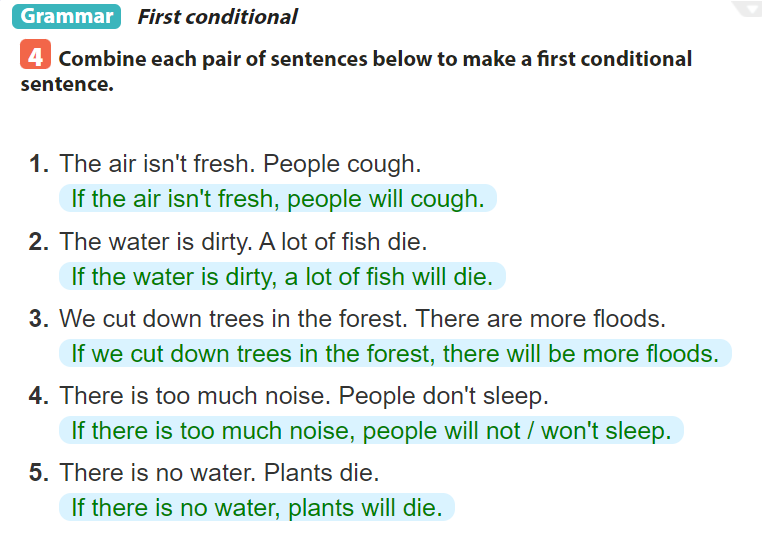 Grammar First conditional
4 Combine each pair of sentences below to make a first conditional
sentence.
1. The air isn't fresh. People cough.
If the air isn't fresh, people will cough.
2. The water is dirty. A lot of fish die.
If the water is dirty, a lot of fish will die.
3. We cut down trees in the forest. There are more floods.
If we cut down trees in the forest, there will be more floods.
4. There is too much noise. People don't sleep.
If there is too much noise, people will not / won't sleep.
5. There is no water. Plants die.
If there is no water, plants will die.